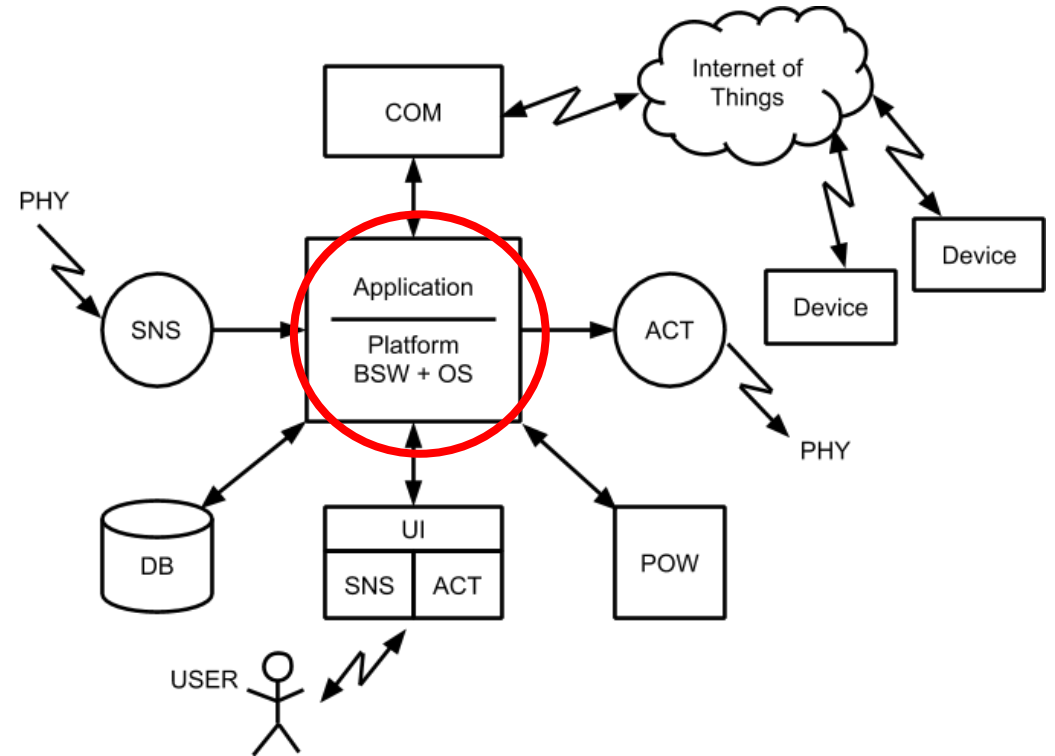 Internet of
Things
COM
PHY
Device
Application
Device
SNS
Platform
BSW + OS
ACT
PHY
UI
DB
SNS
ACT
POW
USER